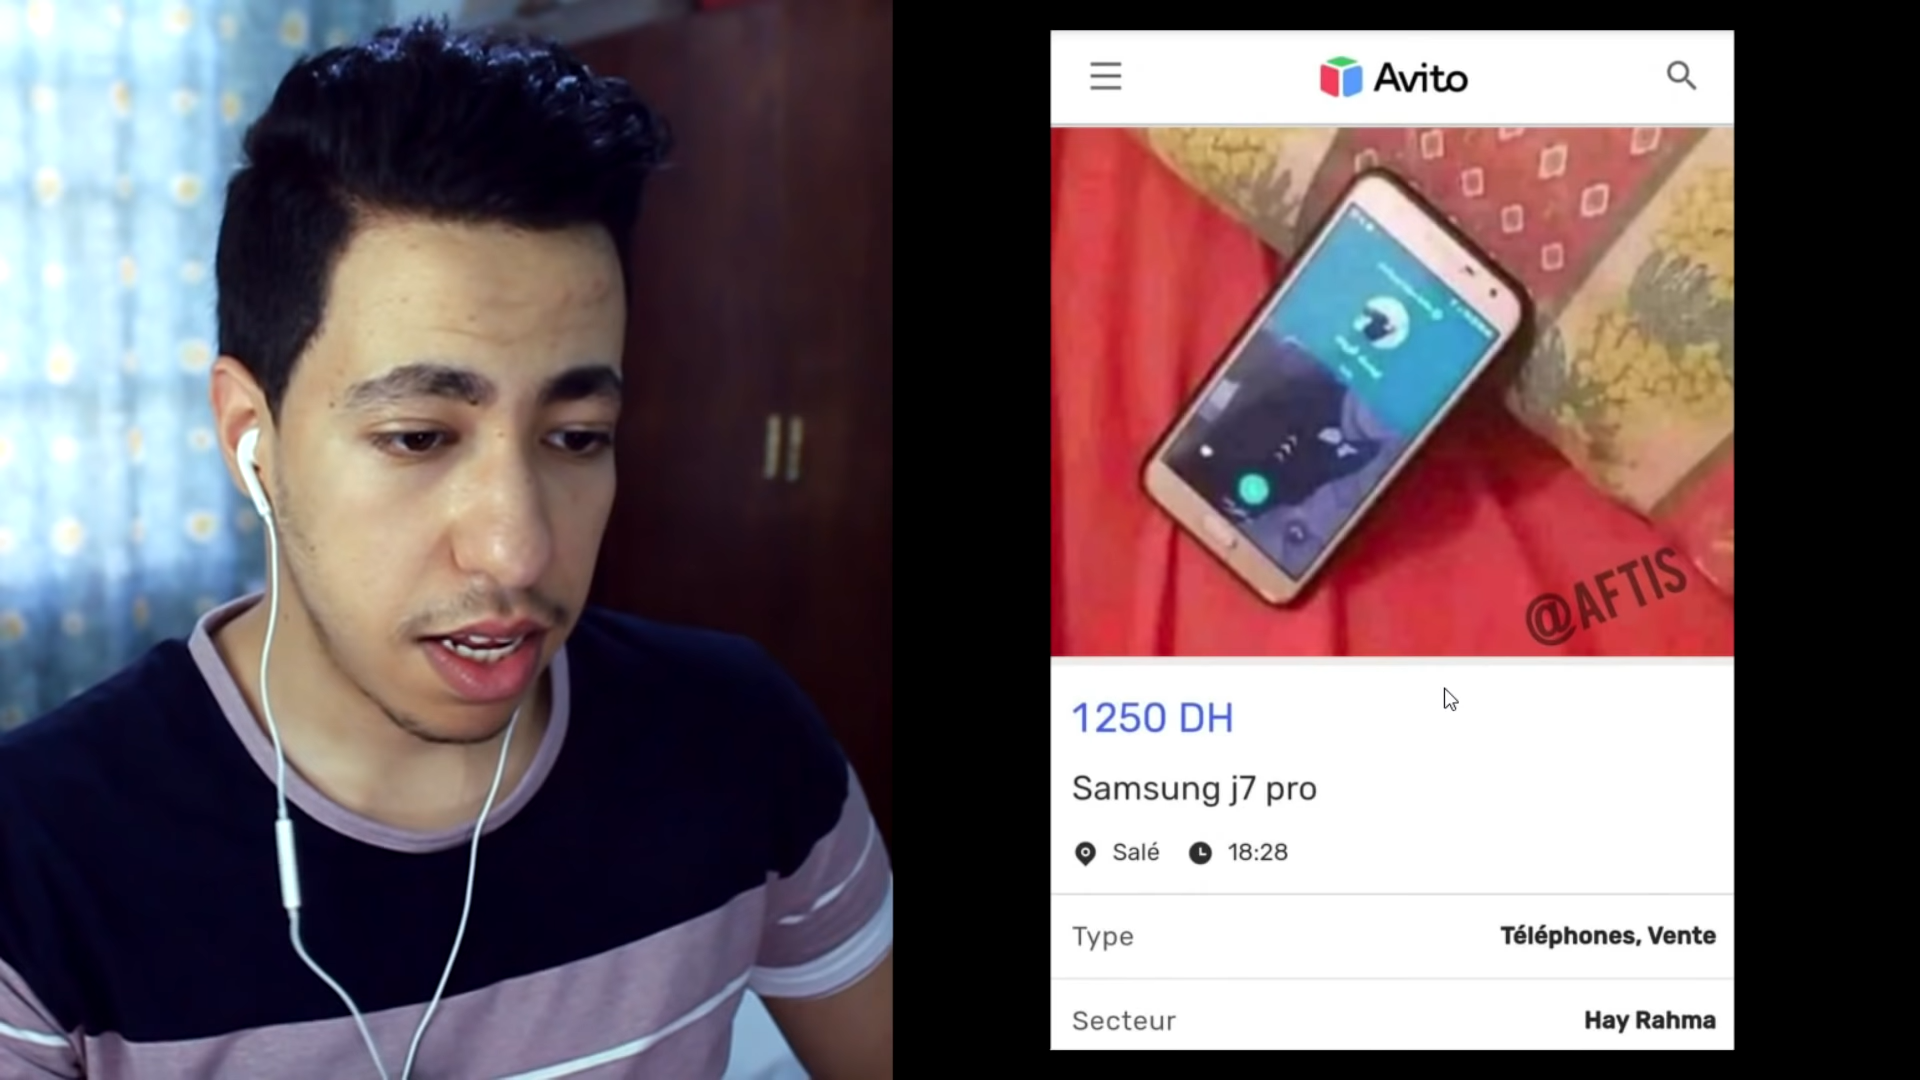 Avito
@AFTIS
1250 DH
Samsung j7 pro
Salé 18:28
Type Téléphones, Vente
Secteur Hay Rahma